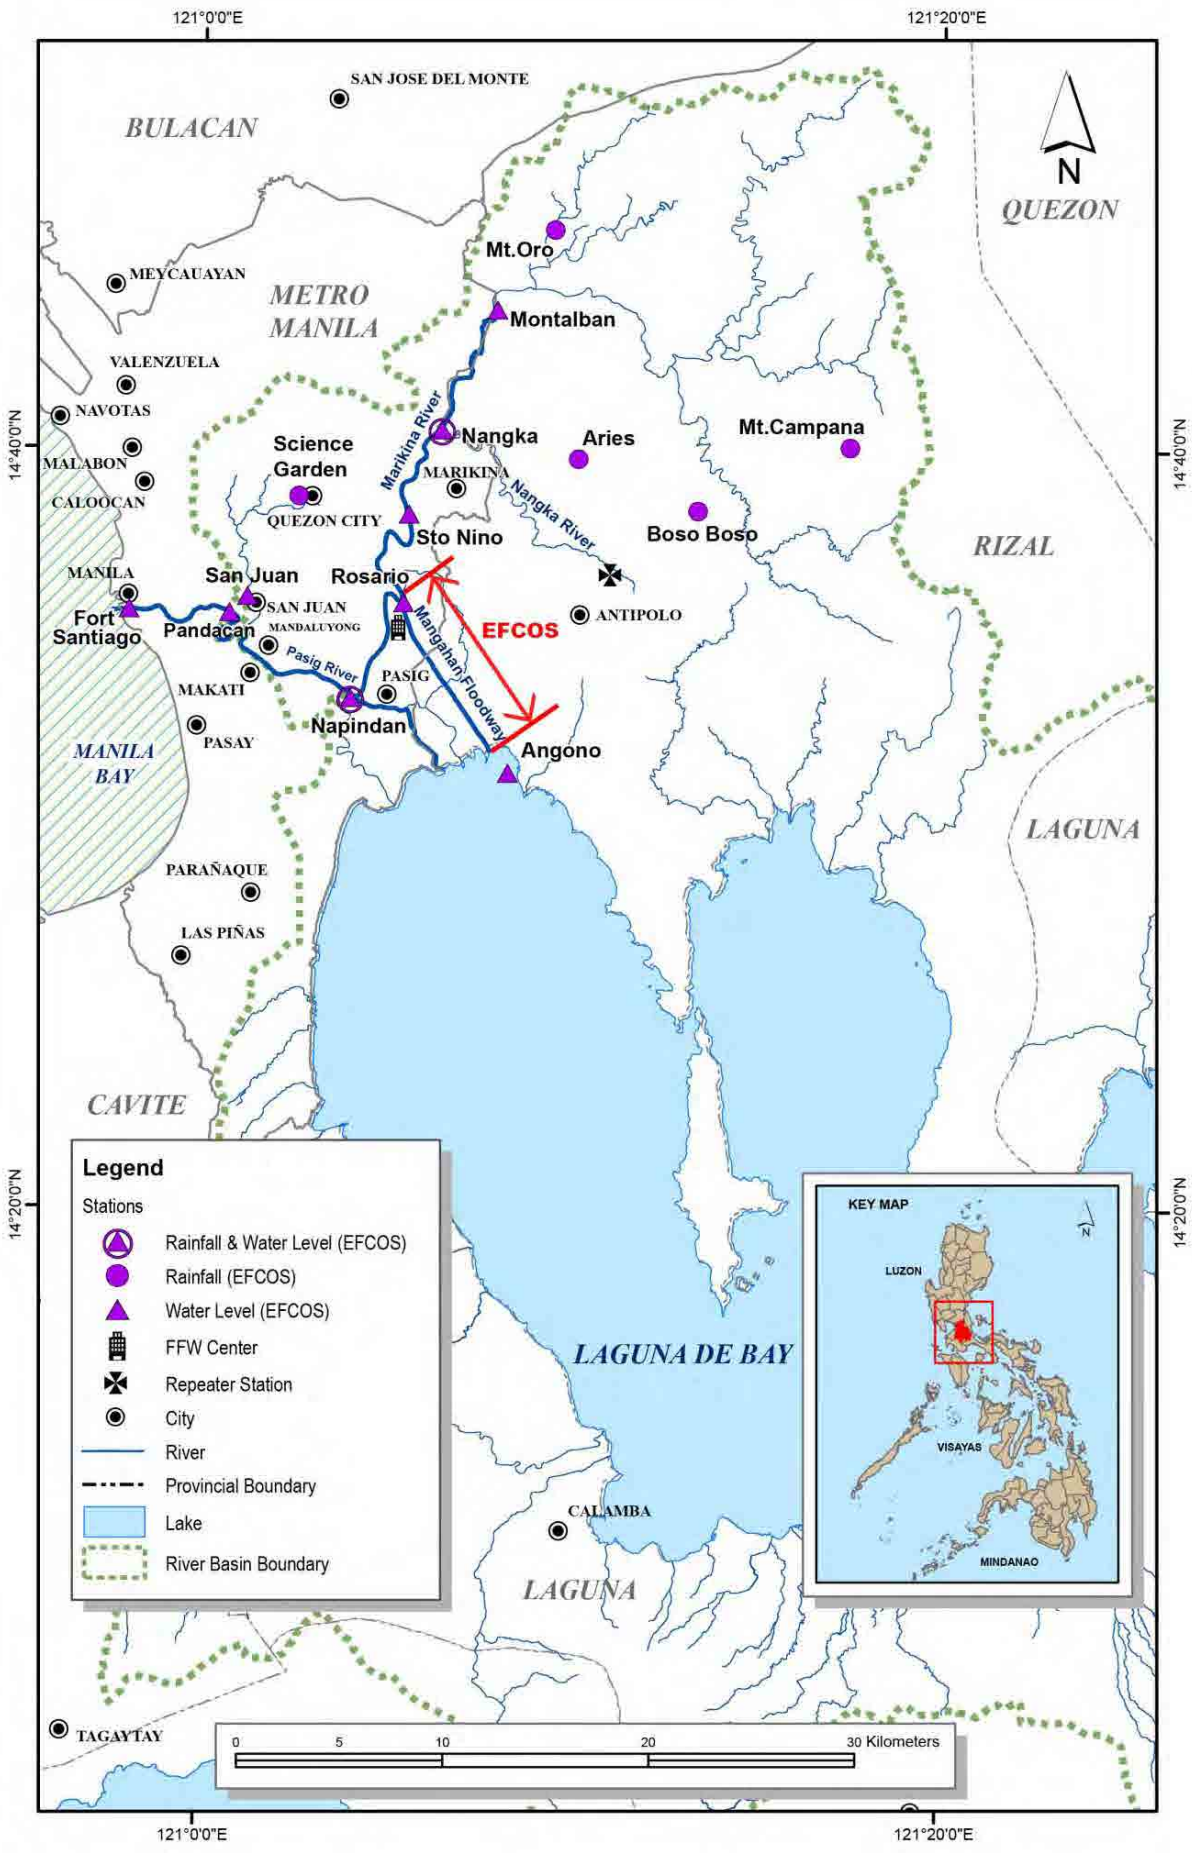 121°0'0"E
121°20'0"E
SAN JOSE DEL MONTE
BULACAN
N
QUEZON
Mt.Oro
MEYCAUAYAN
METRO
MANILA
Montalban
VALENZUELA
NAVOTAS
Marikina River
14°40'0"N
14°40'0"N
Science
Garden
Nangka
Aries
Mt.Campana
MALABON
MARIKINA
CALOOCAN
QUEZON CITY
Nangka River
Boso Boso
Sto Nino
RIZAL
MANILA
San Juan
Rosario
SAN JUAN
ANTIPOLO
Fort
Santiago
Pandacan
MANDALUYONG
EFCOS
Mangahan Floodway
Pasig River
PASIG
MAKATI
Napindan
PASAY
Angono
MANILA
BAY
LAGUNA
PARAÑAQUE
LAS PIÑAS
CAVITE
14°20'0"N
14°20'0"N
Legend
Stations
Rainfall & Water Level (EFCOS)
Rainfall (EFCOS)
Water Level (EFCOS)
FFW Center
Repeater Station
City
River
Provincial Boundary
Lake
River Basin Boundary
KEY MAP
N
LUZON
VISAYAS
MINDANAO
LAGUNA DE BAY
CALAMBA
LAGUNA
TAGAYTAY
0 5 10 20 30 Kilometers
121°0'0"E
121°20'0"E